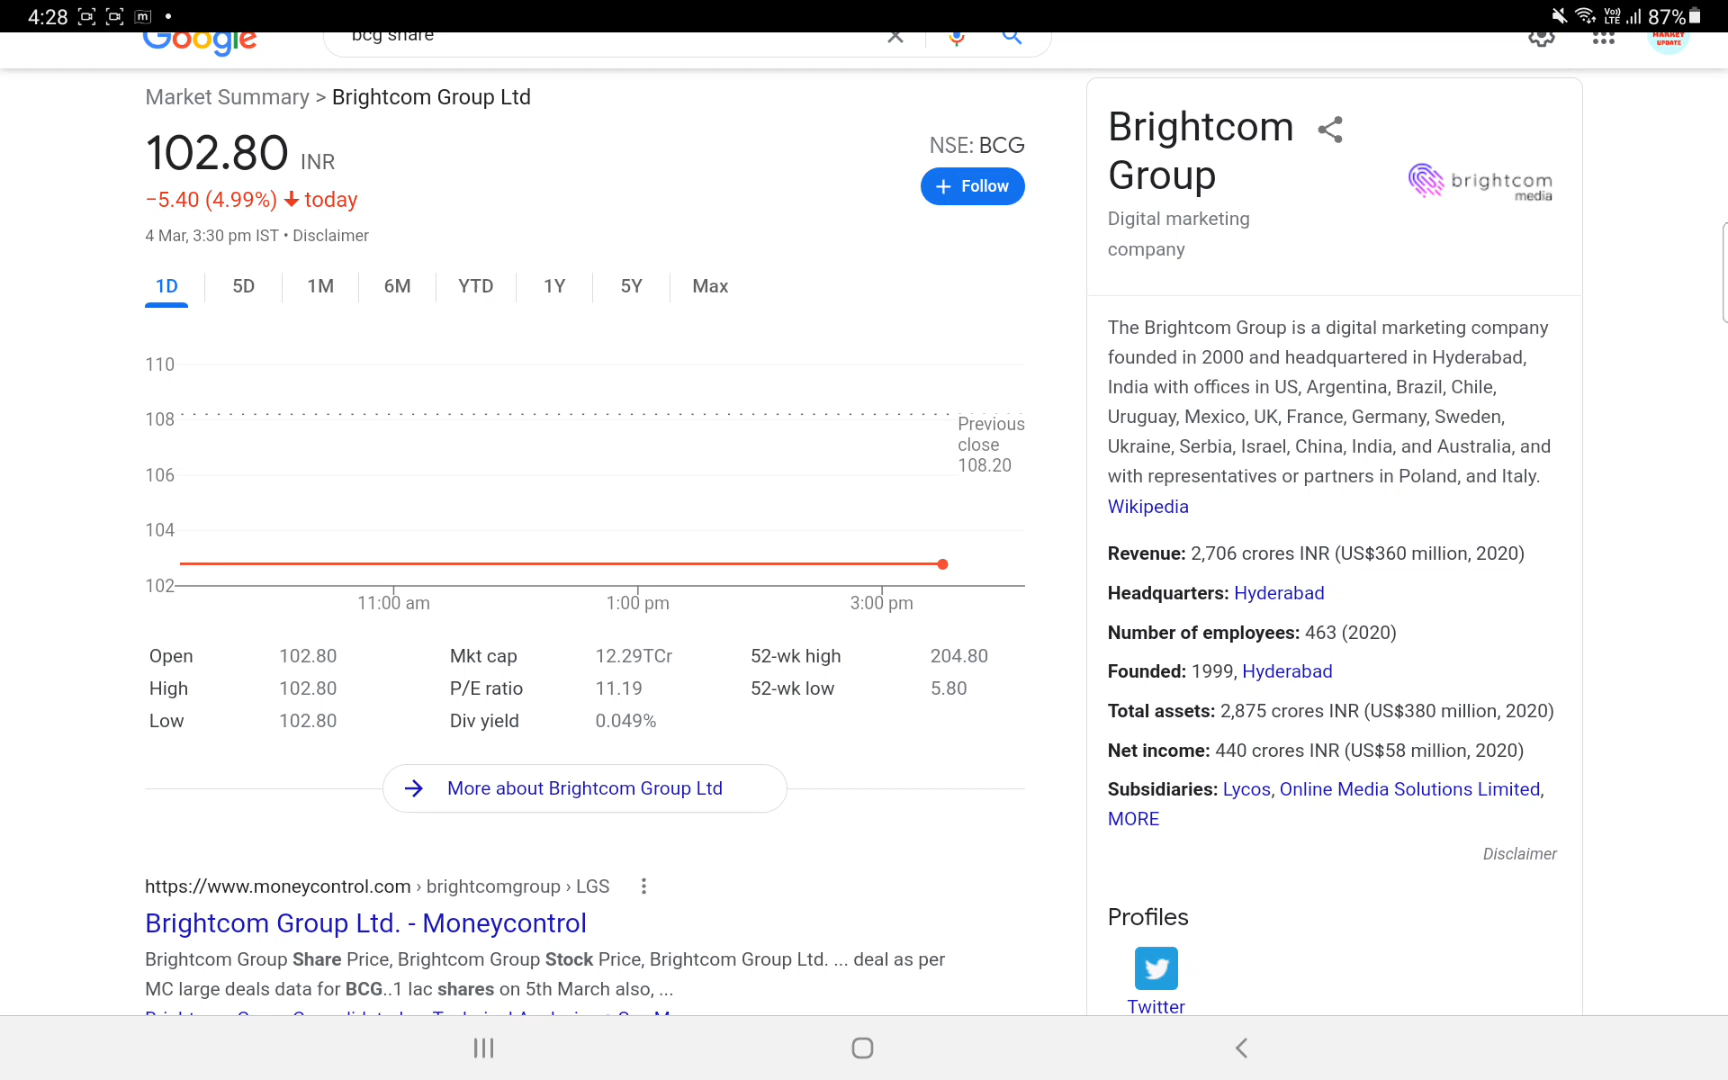 4:28
m
Vo)) LTE
87%
Google
bcg share
MARKET UPDATE
Market Summary > Brightcom Group Ltd
102.80 INR
−5.40 (4.99%) today
4 Mar, 3:30 pm IST • Disclaimer
NSE: BCG
+ Follow
1D 5D 1M 6M YTD 1Y 5Y Max
110
108
106
104
102
Previous
close
108.20
11:00 am 1:00 pm 3:00 pm
Open 102.80 Mkt cap 12.29TCr 52-wk high 204.80
High 102.80 P/E ratio 11.19 52-wk low 5.80
Low 102.80 Div yield 0.049%
More about Brightcom Group Ltd
https://www.moneycontrol.com › brightcomgroup › LGS
Brightcom Group Ltd. - Moneycontrol
Brightcom Group Share Price, Brightcom Group Stock Price, Brightcom Group Ltd. ... deal as per
MC large deals data for BCG..1 lac shares on 5th March also, ...
Brightcom
Group
brightcom
media
Digital marketing
company
The Brightcom Group is a digital marketing company
founded in 2000 and headquartered in Hyderabad,
India with offices in US, Argentina, Brazil, Chile,
Uruguay, Mexico, UK, France, Germany, Sweden,
Ukraine, Serbia, Israel, China, India, and Australia, and
with representatives or partners in Poland, and Italy.
Wikipedia
Revenue: 2,706 crores INR (US$360 million, 2020)
Headquarters: Hyderabad
Number of employees: 463 (2020)
Founded: 1999, Hyderabad
Total assets: 2,875 crores INR (US$380 million, 2020)
Net income: 440 crores INR (US$58 million, 2020)
Subsidiaries: Lycos, Online Media Solutions Limited,
MORE
Disclaimer
Profiles
Twitter